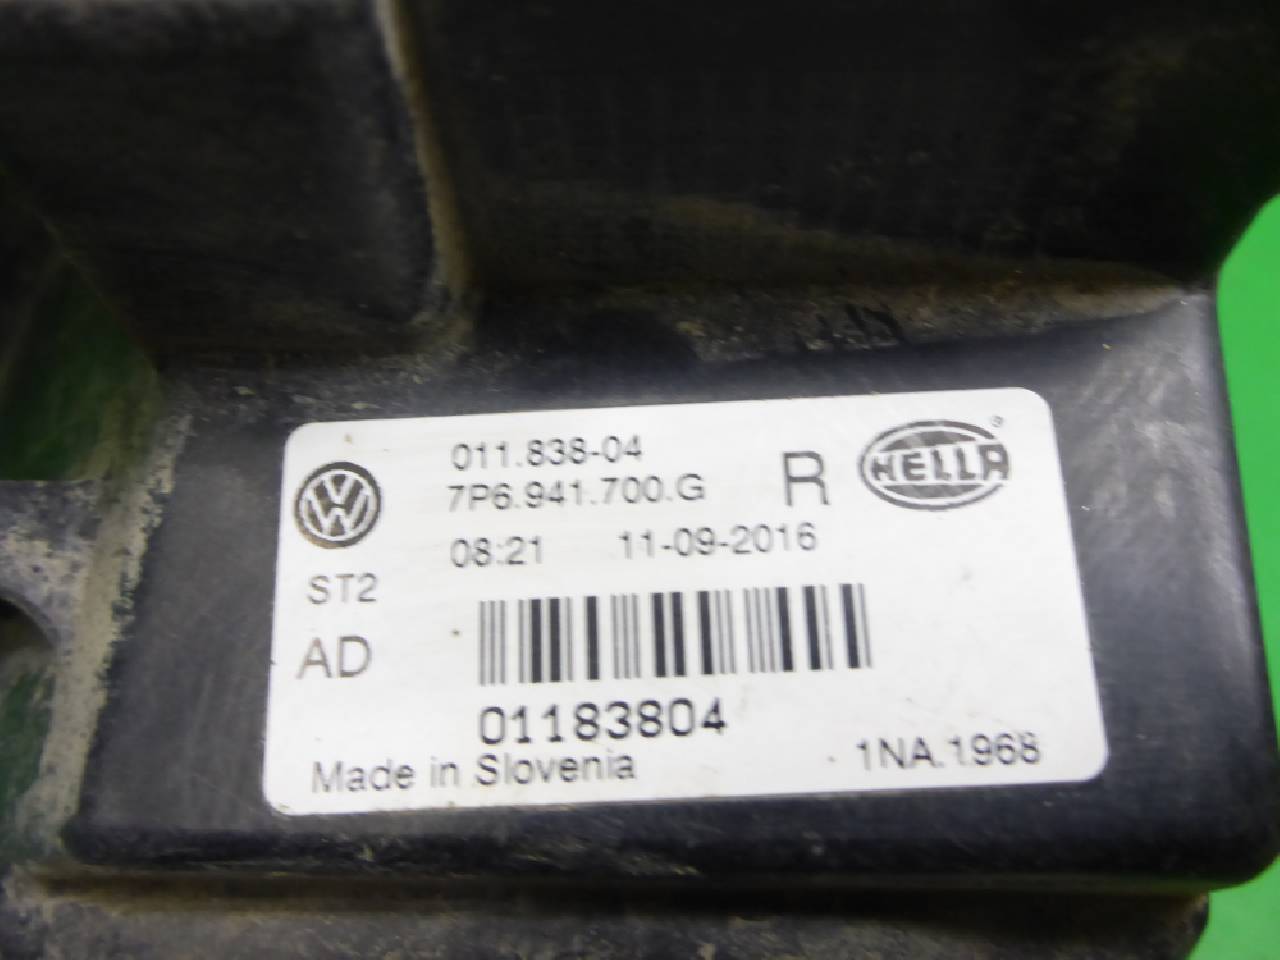 011.838-04
7P6.941.700.G
R
HELLA
®
VW
08:21 11-09-2016
ST2
AD
01183804
Made in Slovenia
1NA.1968